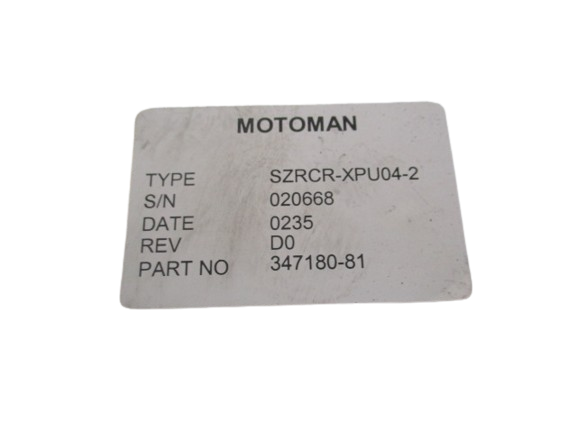 MOTOMAN
TYPE SZRCR-XPU04-2
S/N 020668
DATE 0235
REV D0
PART NO 347180-81